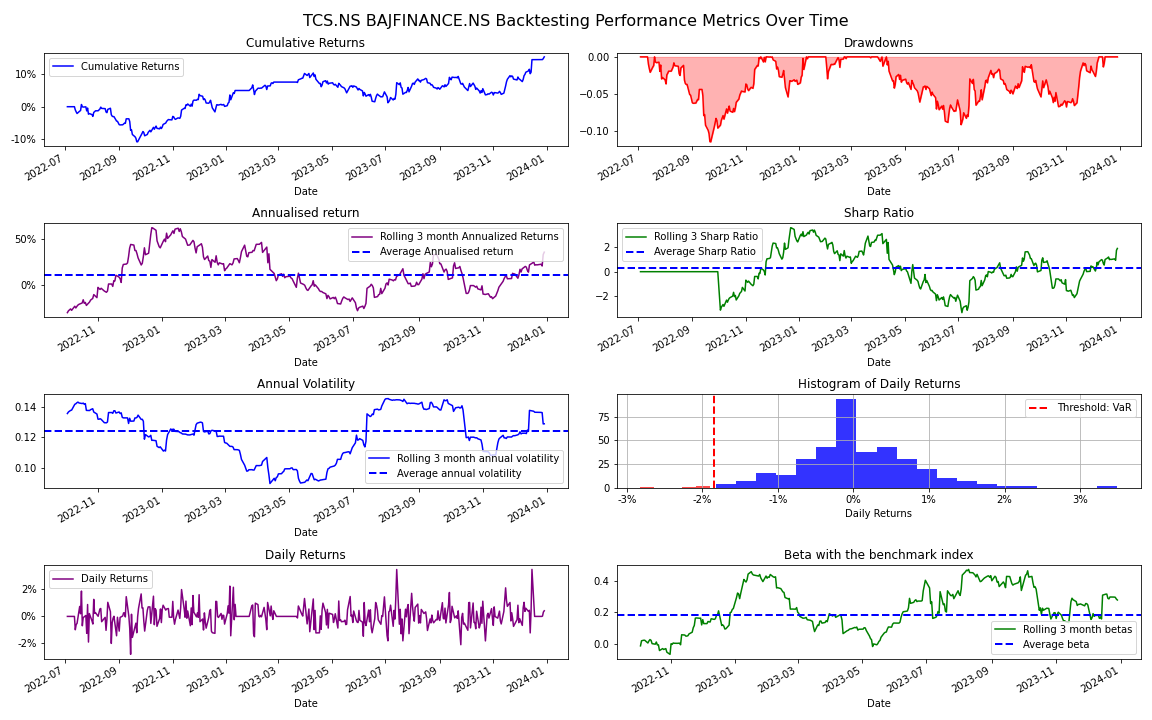 TCS.NS BAJFINANCE.NS Backtesting Performance Metrics Over Time
Cumulative Returns
Cumulative Returns
10%
0%
-10%
2022-07 2022-09 2022-11 2023-01 2023-03 2023-05 2023-07 2023-09 2023-11 2024-01
Date
Drawdowns
0.00
−0.05
−0.10
2022-07 2022-09 2022-11 2023-01 2023-03 2023-05 2023-07 2023-09 2023-11 2024-01
Date
Annualised return
Rolling 3 month Annualized Returns
Average Annualised return
50%
0%
2022-11 2023-01 2023-03 2023-05 2023-07 2023-09 2023-11 2024-01
Date
Sharp Ratio
Rolling 3 Sharp Ratio
Average Sharp Ratio
2
0
−2
2022-07 2022-09 2022-11 2023-01 2023-03 2023-05 2023-07 2023-09 2023-11 2024-01
Date
Annual Volatility
0.14
0.12
0.10
Rolling 3 month annual volatility
Average annual volatility
2022-11 2023-01 2023-03 2023-05 2023-07 2023-09 2023-11 2024-01
Date
Histogram of Daily Returns
Threshold: VaR
75
50
25
0
-3% -2% -1% 0% 1% 2% 3%
Daily Returns
Daily Returns
Daily Returns
2%
0%
-2%
2022-07 2022-09 2022-11 2023-01 2023-03 2023-05 2023-07 2023-09 2023-11 2024-01
Date
Beta with the benchmark index
0.4
0.2
0.0
Rolling 3 month betas
Average beta
2022-11 2023-01 2023-03 2023-05 2023-07 2023-09 2023-11 2024-01
Date